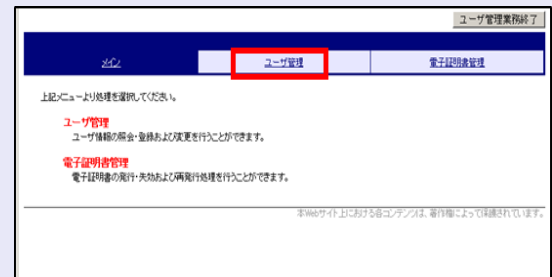 ユーザ管理業務終了
メイン
ユーザ管理
電子証明書管理
上記メニューより処理を選択してください。
ユーザ管理
ユーザ情報の照会・登録および変更を行うことができます。
電子証明書管理
電子証明書の発行・失効および再発行処理を行うことができます。
本Webサイト上における各コンテンツは、著作権によって保護されています。